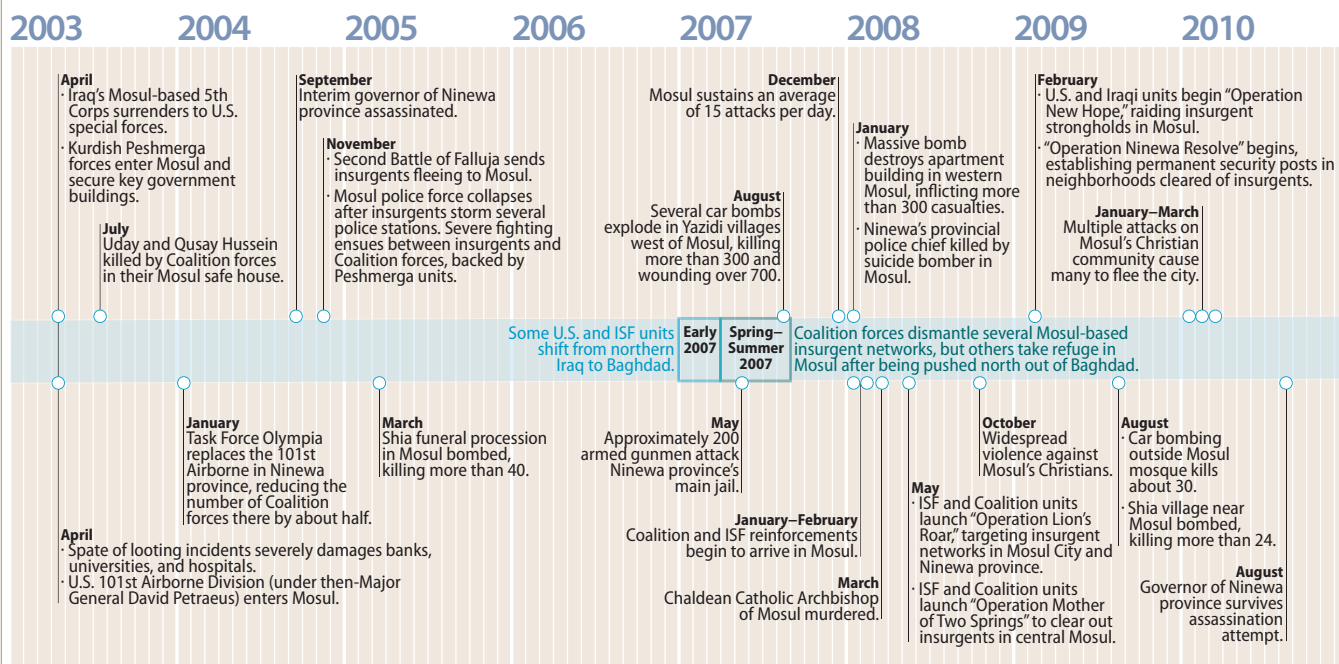 2003 2004 2005 2006 2007 2008 2009 2010
April
· Iraq's Mosul-based 5th
Corps surrenders to U.S.
special forces.
· Kurdish Peshmerga
forces enter Mosul and
secure key government
buildings.
July
Uday and Qusay Hussein
killed by Coalition forces
in their Mosul safe house.
September
Interim governor of Ninewa
province assassinated.
November
· Second Battle of Falluja sends
insurgents fleeing to Mosul.
· Mosul police force collapses
after insurgents storm several
police stations. Severe fighting
ensues between insurgents and
Coalition forces, backed by
Peshmerga units.
December
Mosul sustains an average
of 15 attacks per day.
August
Several car bombs
explode in Yazidi villages
west of Mosul, killing
more than 300 and
wounding over 700.
January
· Massive bomb
destroys apartment
building in western
Mosul, inflicting more
than 300 casualties.
· Ninewa's provincial
police chief killed by
suicide bomber in
Mosul.
February
· U.S. and Iraqi units begin “Operation
New Hope,” raiding insurgent
strongholds in Mosul.
· “Operation Ninewa Resolve” begins,
establishing permanent security posts in
neighborhoods cleared of insurgents.
January–March
Multiple attacks on
Mosul's Christian
community cause
many to flee the city.
Some U.S. and ISF units
shift from northern
Iraq to Baghdad.
Early
2007
Spring–
Summer
2007
Coalition forces dismantle several Mosul-based
insurgent networks, but others take refuge in
Mosul after being pushed north out of Baghdad.
April
· Spate of looting incidents severely damages banks,
universities, and hospitals.
· U.S. 101st Airborne Division (under then-Major
General David Petraeus) enters Mosul.
January
Task Force Olympia
replaces the 101st
Airborne in Ninewa
province, reducing the
number of Coalition
forces there by about half.
March
Shia funeral procession
in Mosul bombed,
killing more than 40.
May
Approximately 200
armed gunmen attack
Ninewa province's
main jail.
January–February
Coalition and ISF reinforcements
begin to arrive in Mosul.
March
Chaldean Catholic Archbishop
of Mosul murdered.
May
· ISF and Coalition units
launch “Operation Lion's
Roar,” targeting insurgent
networks in Mosul City and
Ninewa province.
· ISF and Coalition units
launch “Operation Mother
of Two Springs” to clear out
insurgents in central Mosul.
October
Widespread
violence against
Mosul's Christians.
August
· Car bombing
outside Mosul
mosque kills
about 30.
· Shia village near
Mosul bombed,
killing more than 24.
August
Governor of Ninewa
province survives
assassination
attempt.